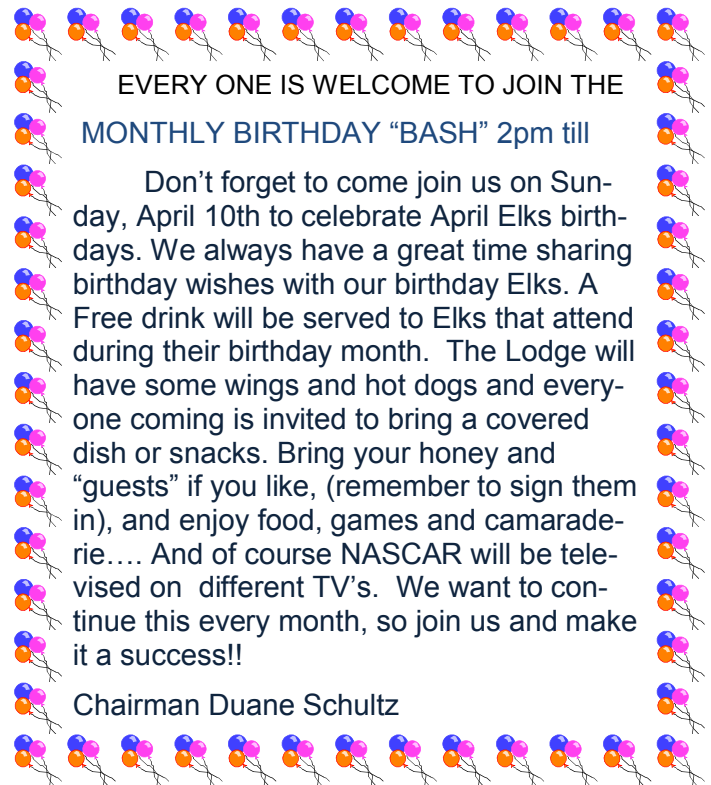 EVERY ONE IS WELCOME TO JOIN THE
MONTHLY BIRTHDAY “BASH” 2pm till
Don’t forget to come join us on Sun-
day, April 10th to celebrate April Elks birth-
days. We always have a great time sharing
birthday wishes with our birthday Elks. A
Free drink will be served to Elks that attend
during their birthday month.  The Lodge will
have some wings and hot dogs and every-
one coming is invited to bring a covered
dish or snacks. Bring your honey and
“guests” if you like, (remember to sign them
in), and enjoy food, games and camarade-
rie…. And of course NASCAR will be tele-
vised on  different TV’s.  We want to con-
tinue this every month, so join us and make
it a success!!
Chairman Duane Schultz